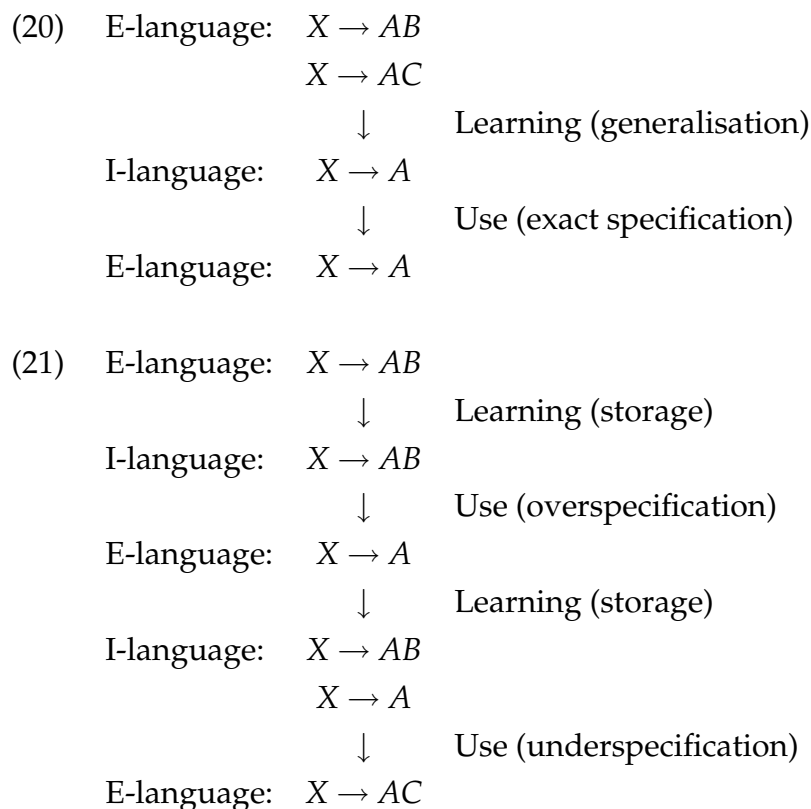 (20) E-language: X → AB
X → AC
↓ Learning (generalisation)
I-language: X → A
↓ Use (exact specification)
E-language: X → A
(21) E-language: X → AB
↓ Learning (storage)
I-language: X → AB
↓ Use (overspecification)
E-language: X → A
↓ Learning (storage)
I-language: X → AB
X → A
↓ Use (underspecification)
E-language: X → AC